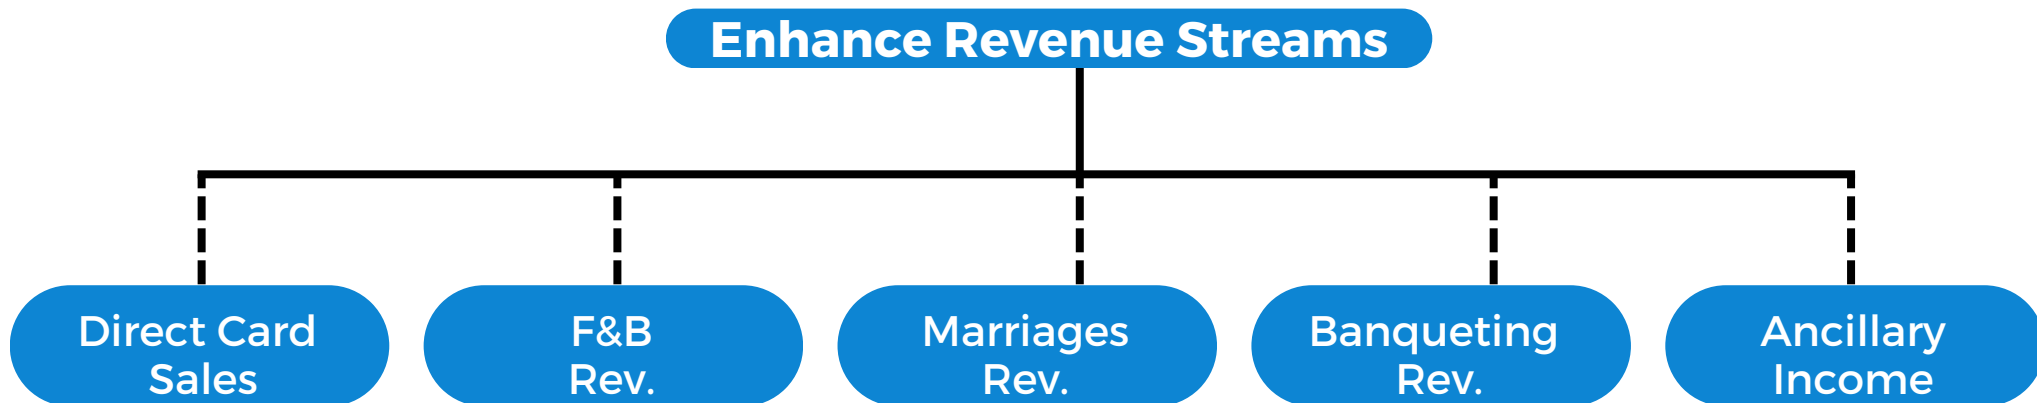 Enhance Revenue Streams
Direct Card
Sales
F&B
Rev.
Marriages
Rev.
Banqueting
Rev.
Ancillary
Income